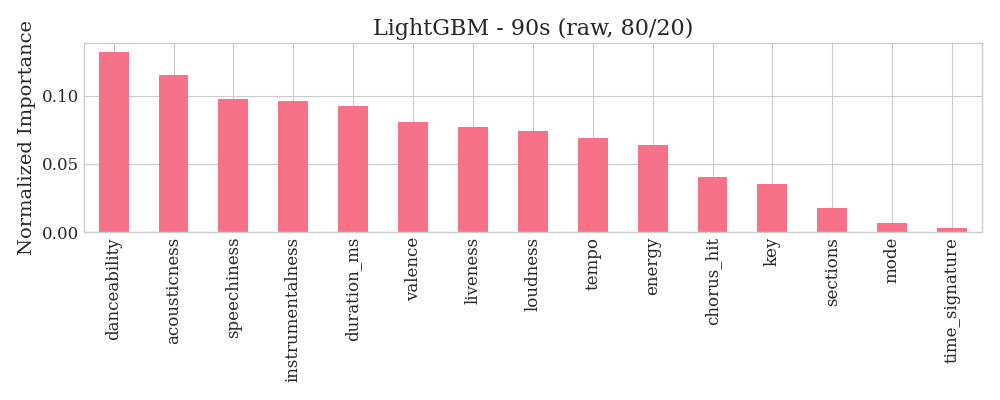 LightGBM - 90s (raw, 80/20)
Normalized Importance
0.10
0.05
0.00
danceability
acousticness
speechiness
instrumentalness
duration_ms
valence
liveness
loudness
tempo
energy
chorus_hit
key
sections
mode
time_signature